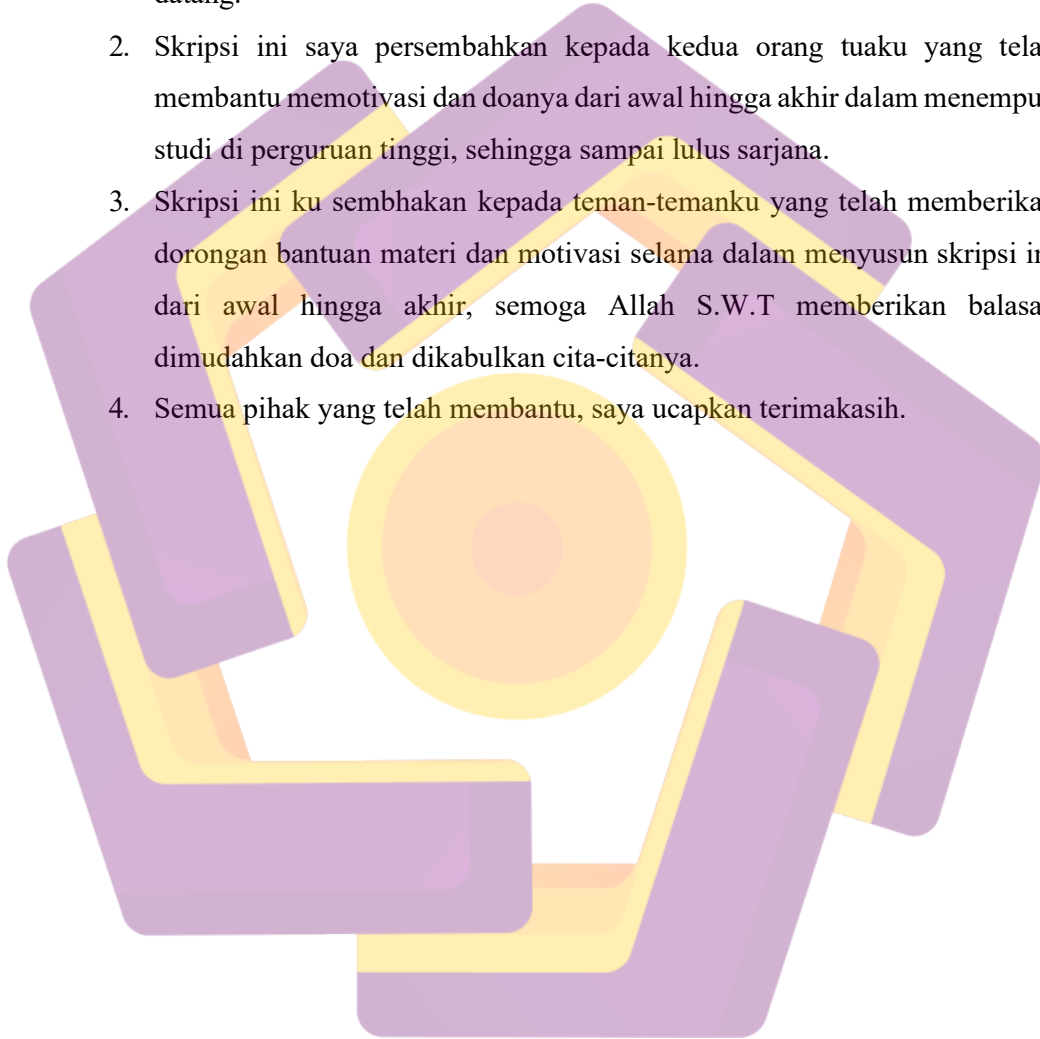 datang.
2. Skripsi ini saya persembahkan kepada kedua orang tuaku yang tela
membantu memotivasi dan doanya dari awal hingga akhir dalam menempu
studi di perguruan tinggi, sehingga sampai lulus sarjana.
3. Skripsi ini ku sembhakan kepada teman-temanku yang telah memberika
dorongan bantuan materi dan motivasi selama dalam menyusun skripsi in
dari awal hingga akhir, semoga Allah S.W.T memberikan balasa
dimudahkan doa dan dikabulkan cita-citanya.
4. Semua pihak yang telah membantu, saya ucapkan terimakasih.